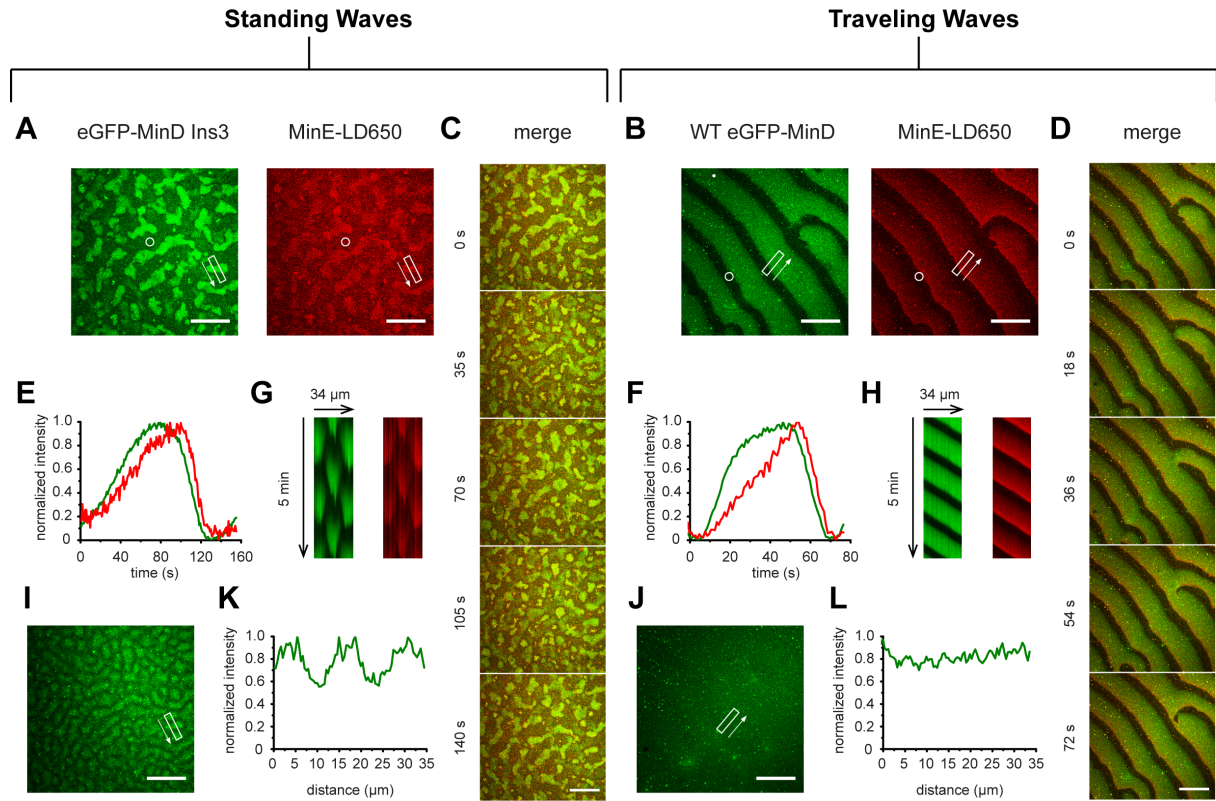 Standing Waves
Traveling Waves
A
eGFP-MinD Ins3
MinE-LD650
C
merge
0 s
35 s
70 s
105 s
140 s
B
WT eGFP-MinD
MinE-LD650
D
merge
0 s
18 s
36 s
54 s
72 s
E
normalized intensity
1.0
0.8
0.6
0.4
0.2
0
0 40 80 120 156
time (s)
G
34 µm
5 min
F
normalized intensity
1.0
0.8
0.6
0.4
0.2
0
0 20 40 60 80
time (s)
H
34 µm
5 min
I
K
normalized intensity
1.0
0.8
0.6
0.4
0.2
0
0 5 10 15 20 25 30 35
distance (µm)
J
L
normalized intensity
1.0
0.8
0.6
0.4
0.2
0
0 5 10 15 20 25 30 35
distance (µm)